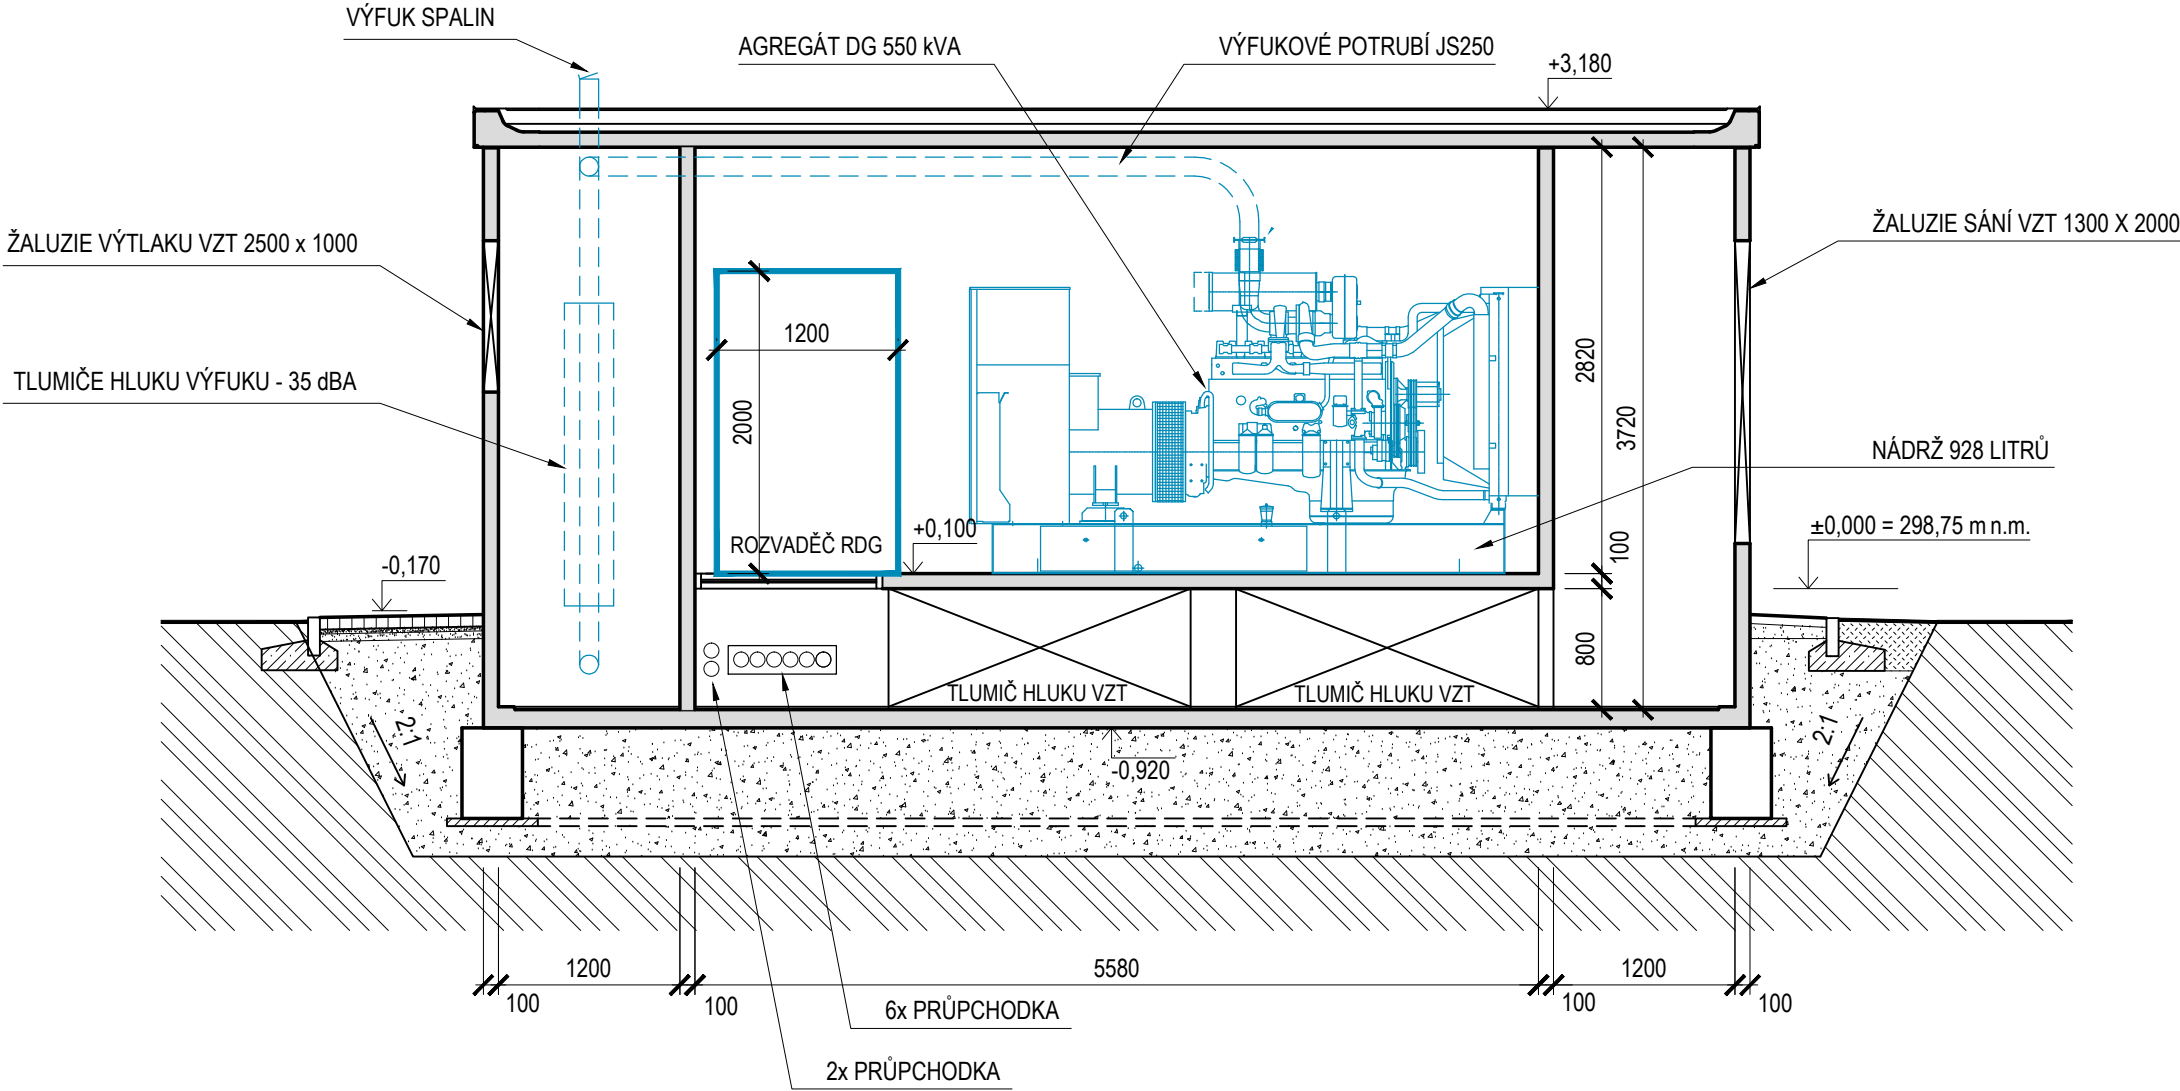 VÝFUK SPALIN
AGREGÁT DG 550 kVA
VÝFUKOVÉ POTRUBÍ JS250
+3,180
ŽALUZIE VÝTLAKU VZT 2500 x 1000
ŽALUZIE SÁNÍ VZT 1300 X 2000
1200
2820
TLUMIČE HLUKU VÝFUKU - 35 dBA
2000
3720
NÁDRŽ 928 LITRŮ
+0,100
±0,000 = 298,75 m n.m.
ROZVADĚČ RDG
100
-0,170
800
TLUMIČ HLUKU VZT
TLUMIČ HLUKU VZT
2:1
2:1
-0,920
1200
5580
1200
100
100
100
100
6x PRŮPCHODKA
2x PRŮPCHODKA